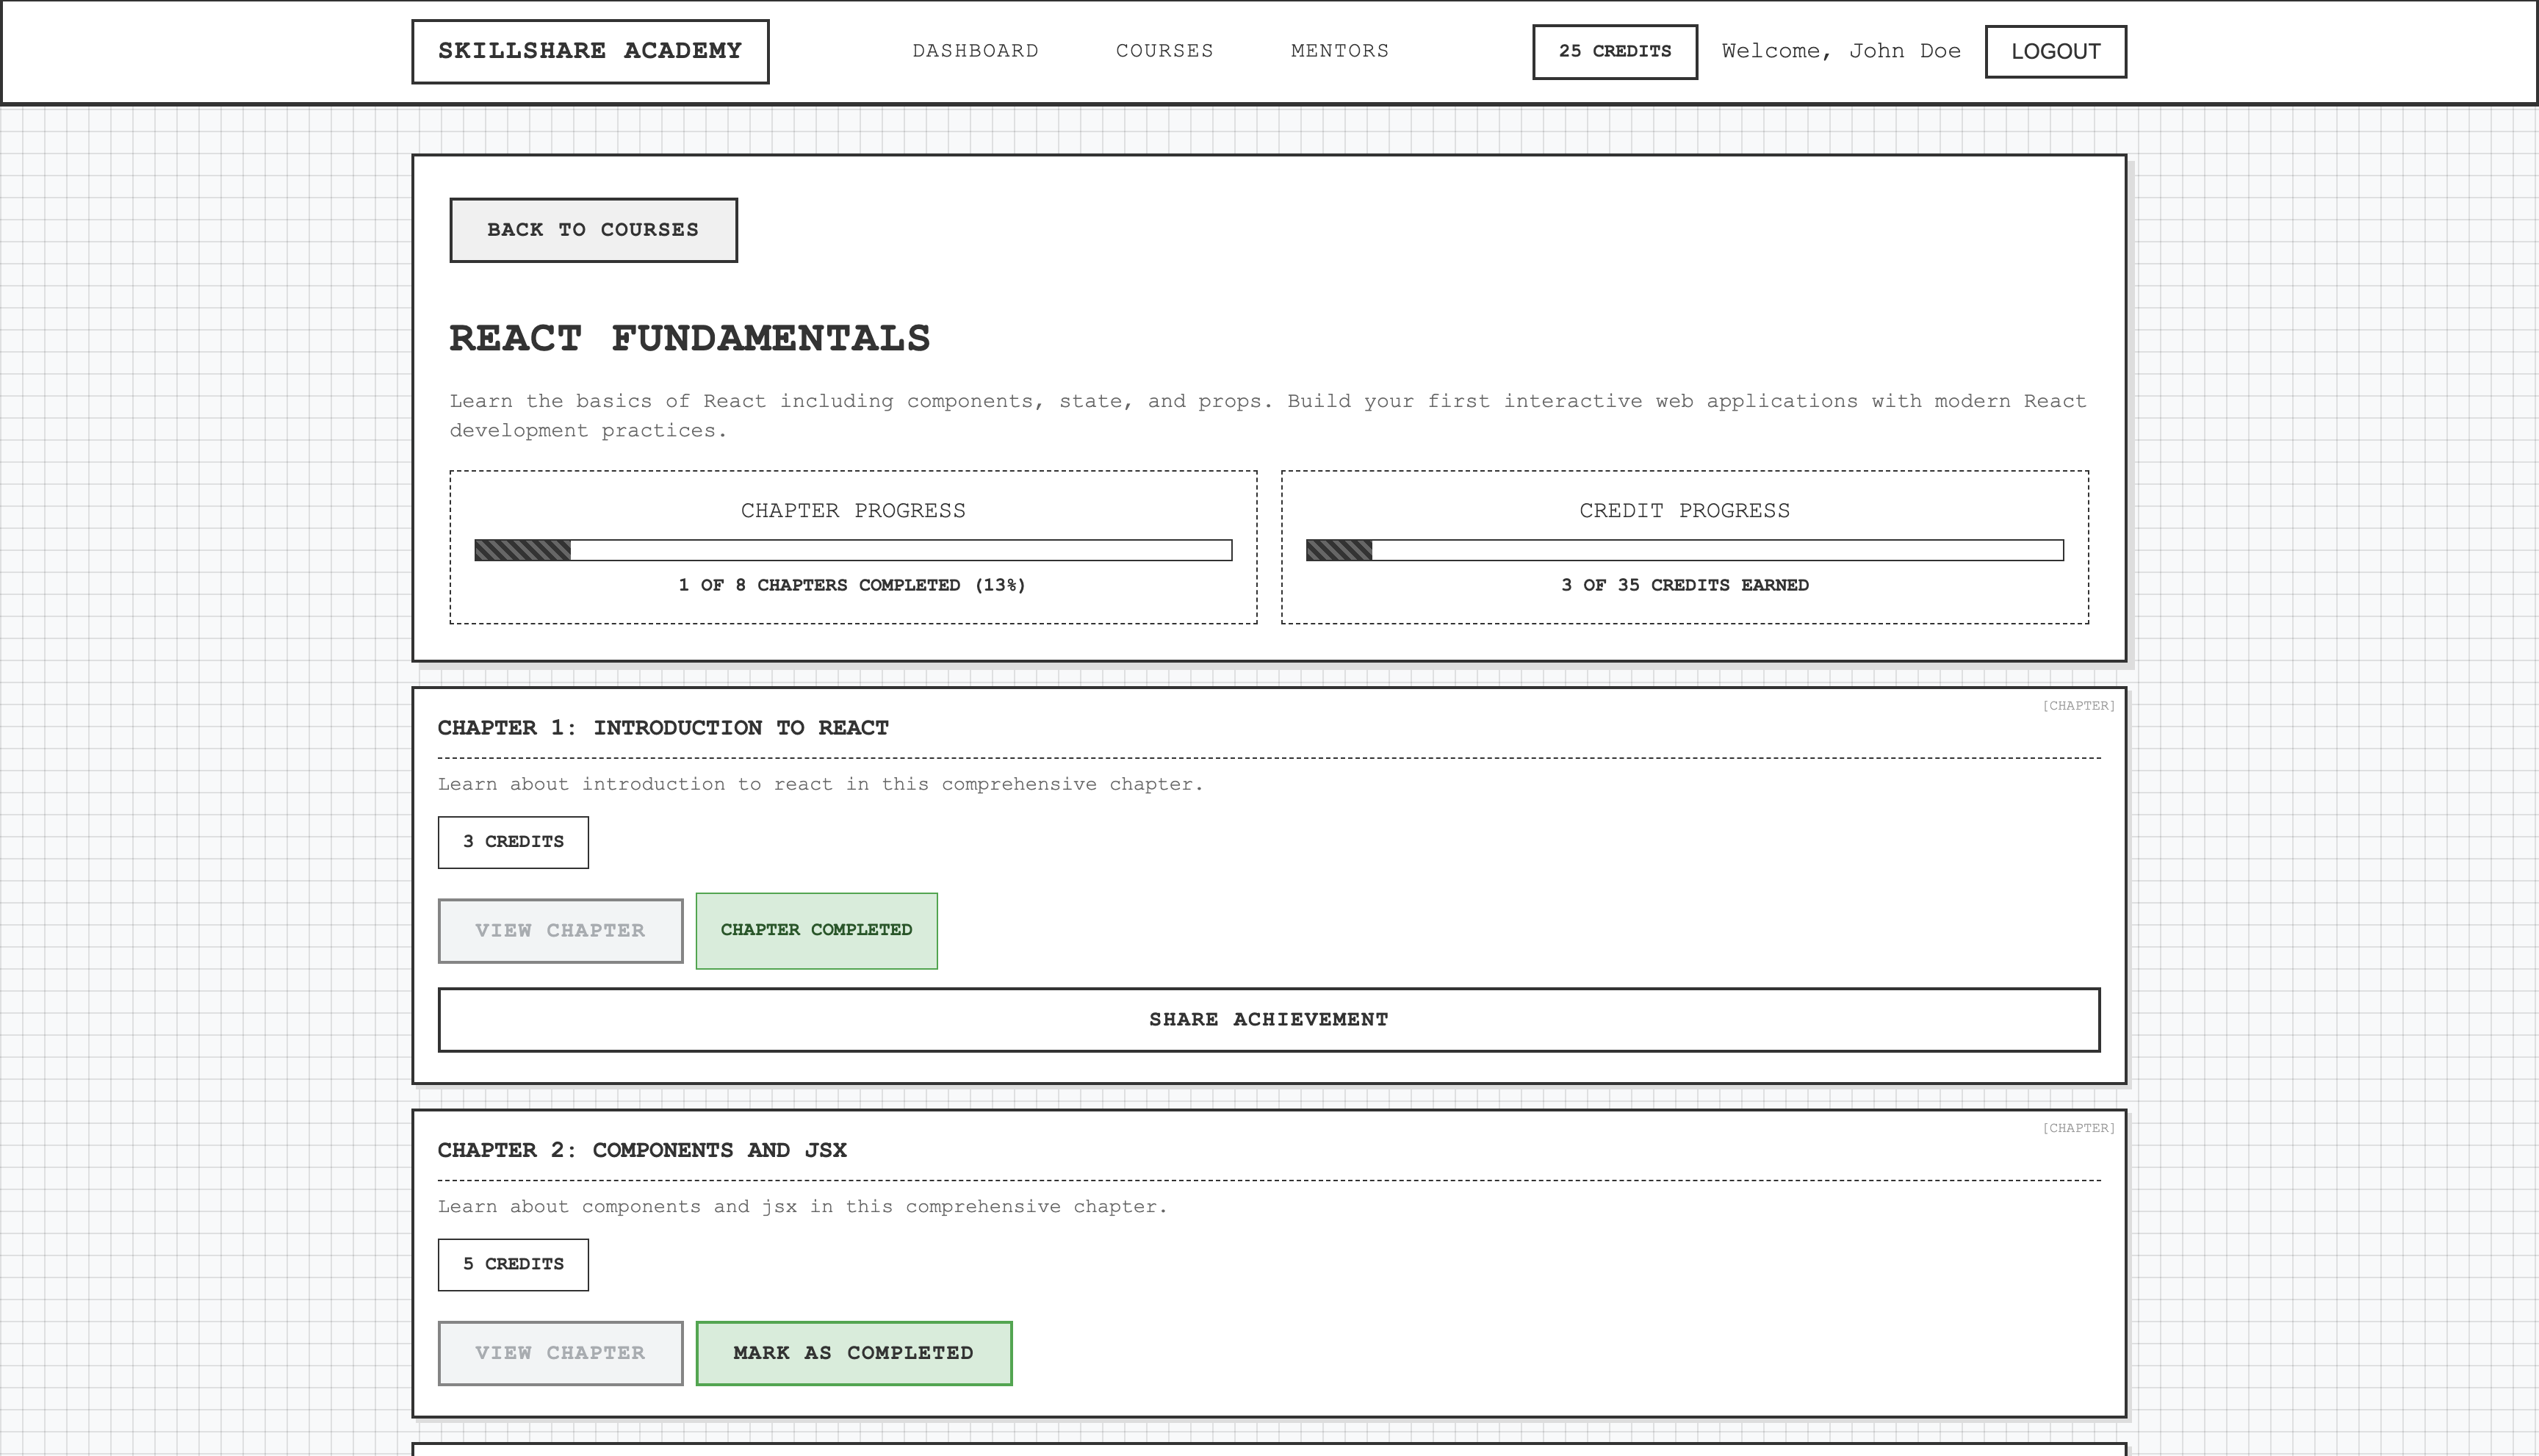 SKILLSHARE ACADEMY
DASHBOARD
COURSES
MENTORS
25 CREDITS
Welcome, John Doe
LOGOUT
BACK TO COURSES
REACT FUNDAMENTALS
Learn the basics of React including components, state, and props. Build your first interactive web applications with modern React
development practices.
CHAPTER PROGRESS
1 OF 8 CHAPTERS COMPLETED (13%)
CREDIT PROGRESS
3 OF 35 CREDITS EARNED
[CHAPTER]
CHAPTER 1: INTRODUCTION TO REACT
Learn about introduction to react in this comprehensive chapter.
3 CREDITS
VIEW CHAPTER
CHAPTER COMPLETED
SHARE ACHIEVEMENT
[CHAPTER]
CHAPTER 2: COMPONENTS AND JSX
Learn about components and jsx in this comprehensive chapter.
5 CREDITS
VIEW CHAPTER
MARK AS COMPLETED